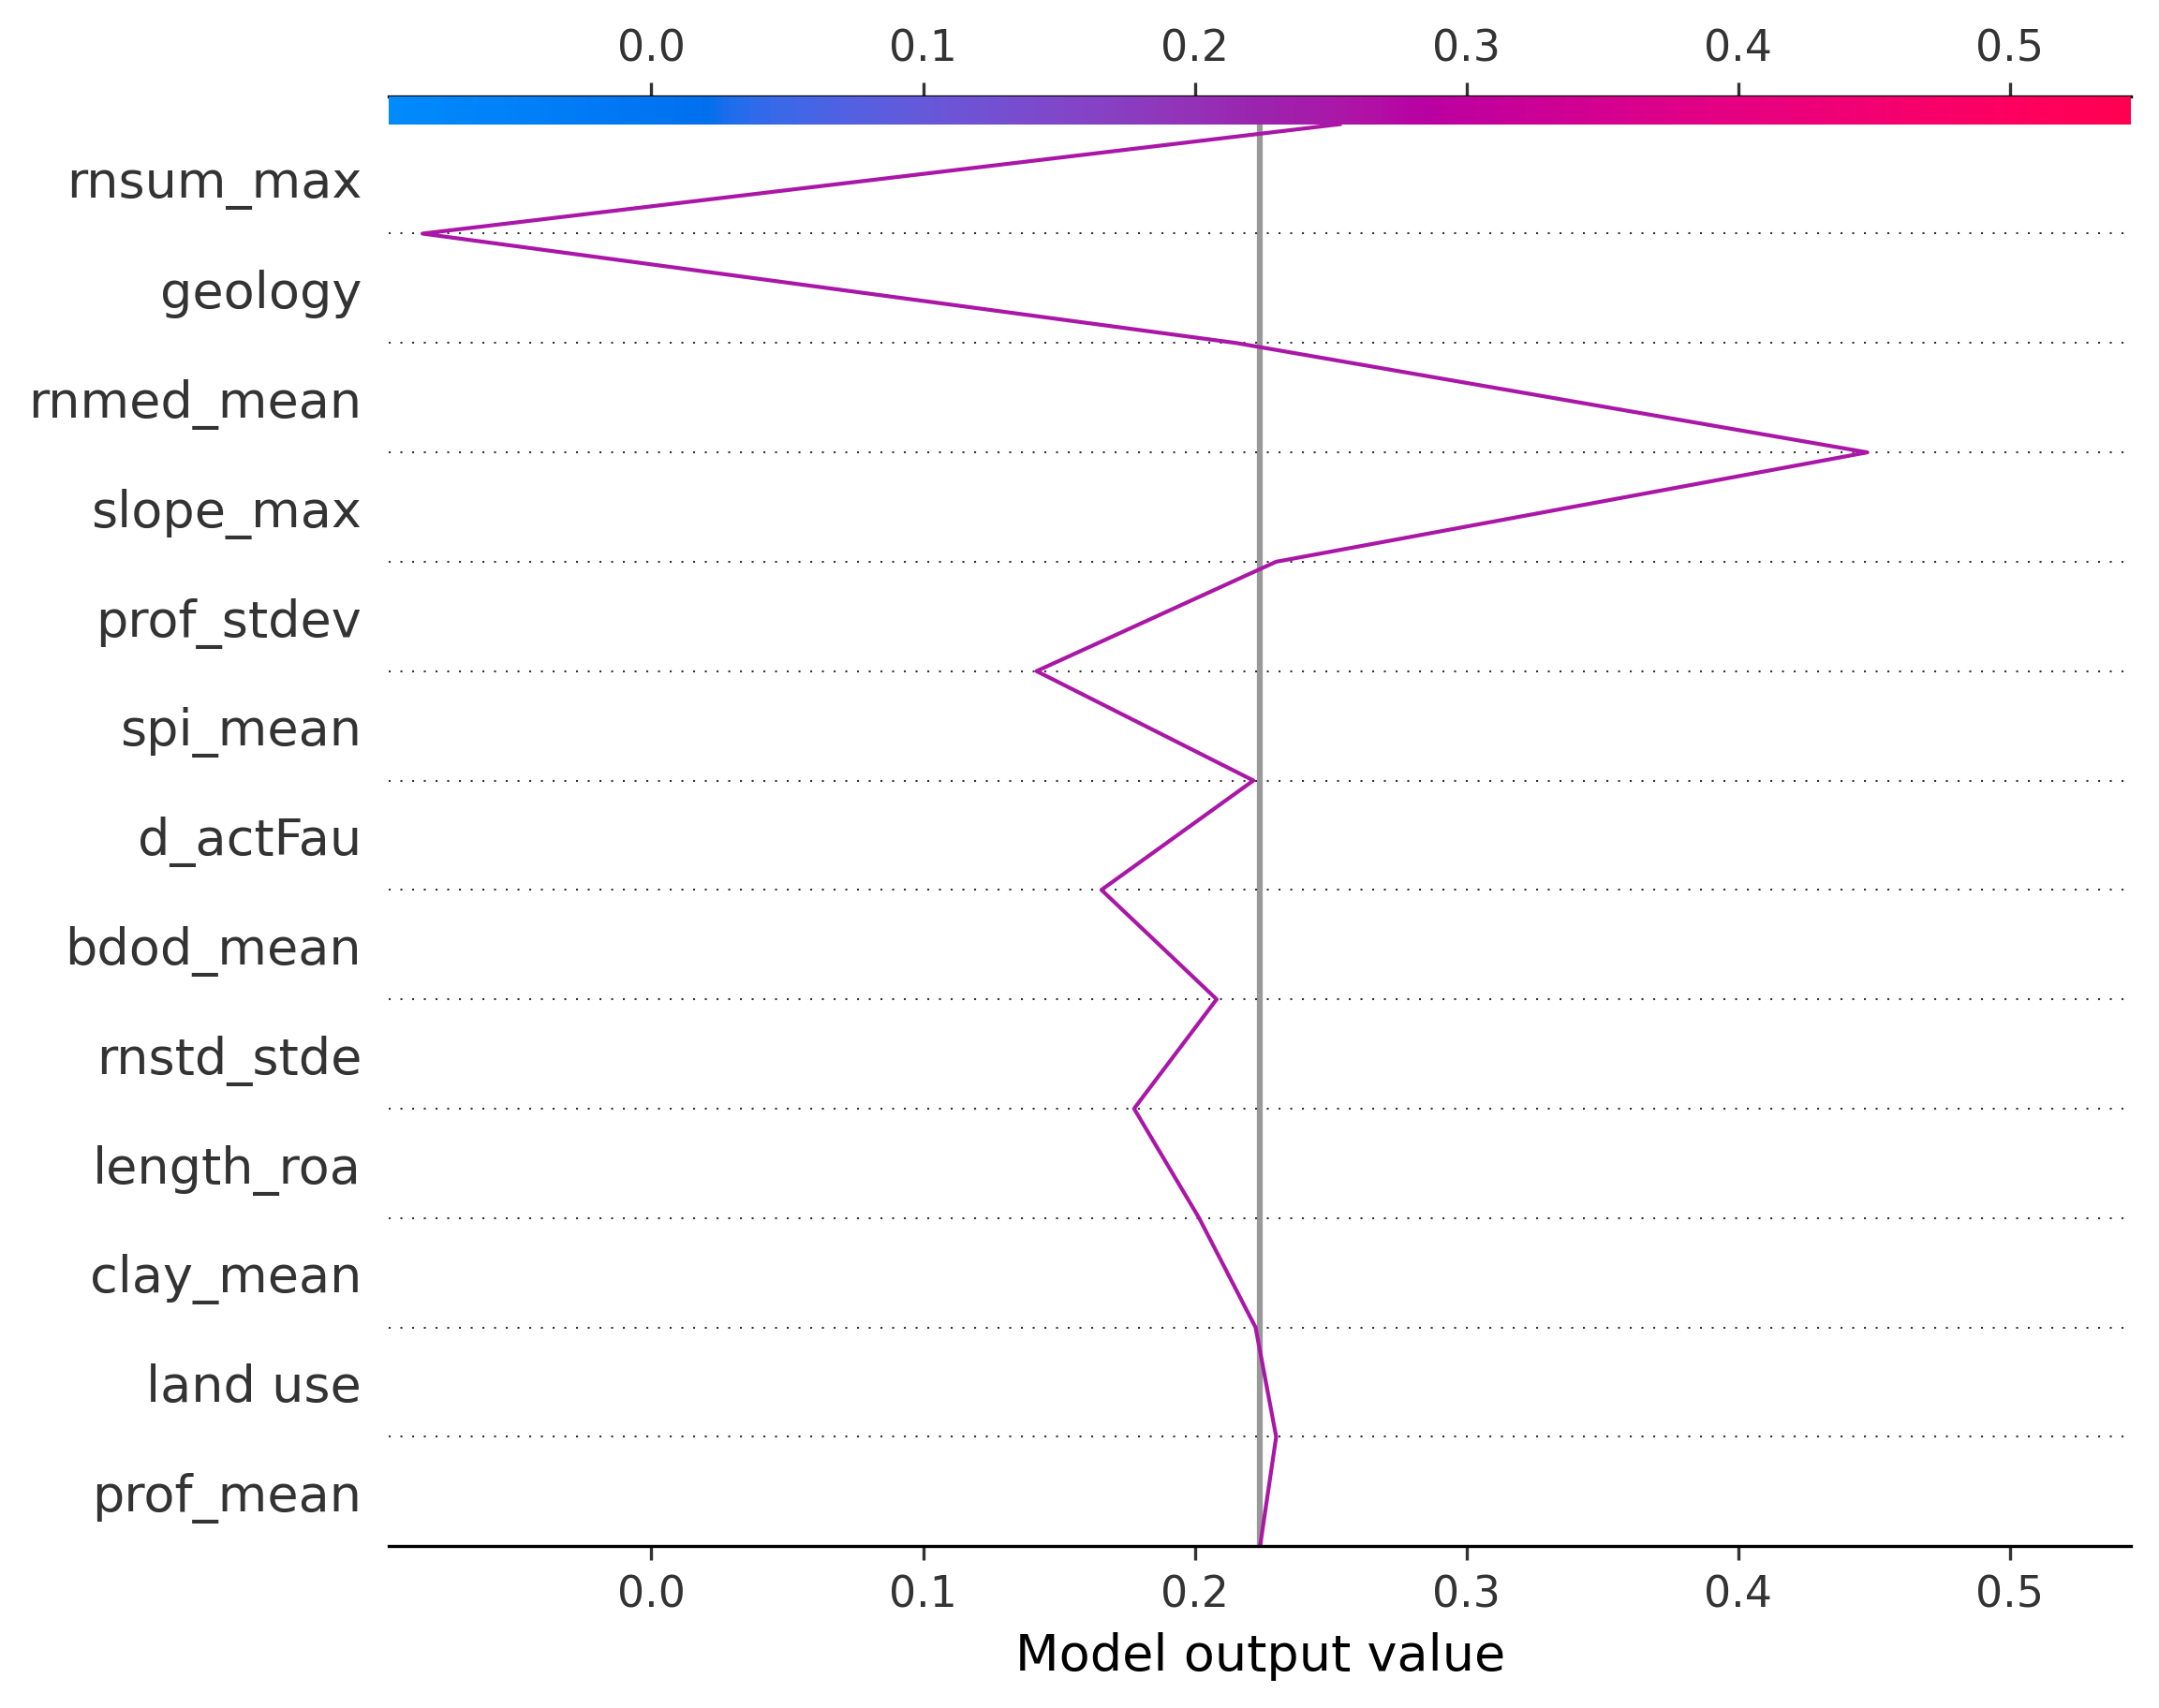 0.0 0.1 0.2 0.3 0.4 0.5
rnsum_max
geology
rnmed_mean
slope_max
prof_stdev
spi_mean
d_actFau
bdod_mean
rnstd_stde
length_roa
clay_mean
land use
prof_mean
0.0 0.1 0.2 0.3 0.4 0.5
Model output value